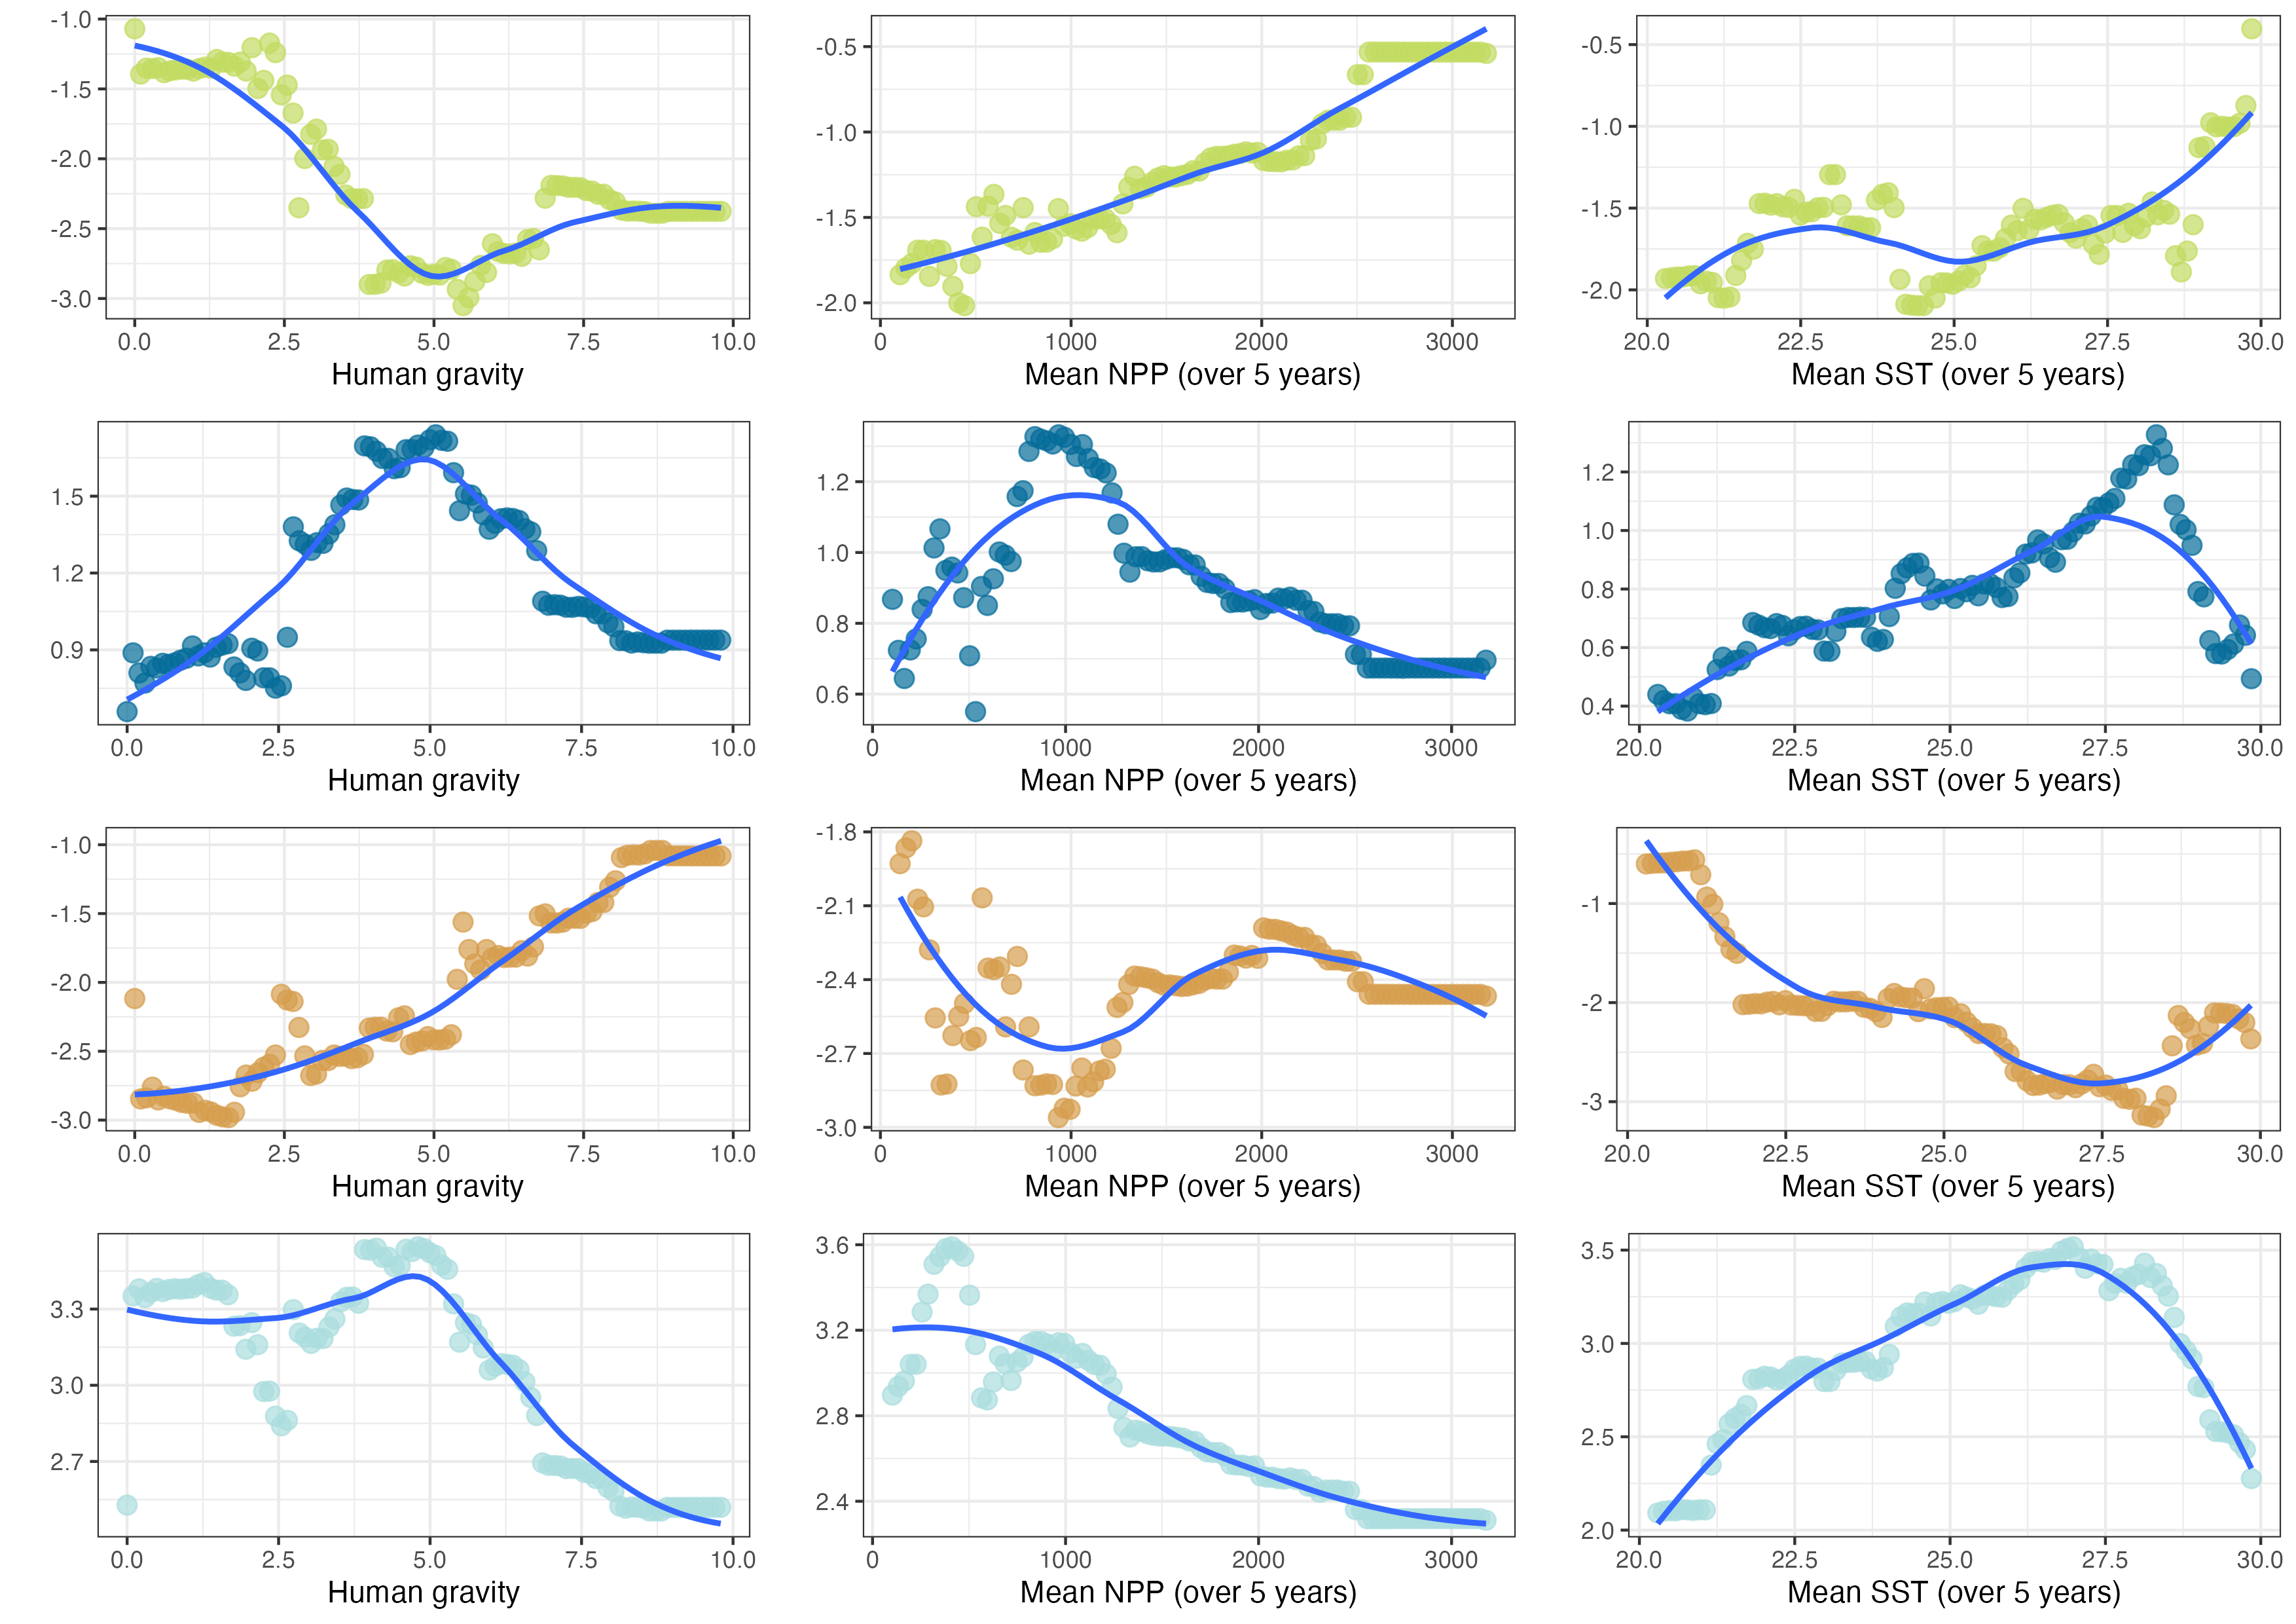 -1.0
-1.5
-2.0
-2.5
-3.0
0.0 2.5 5.0 7.5 10.0
Human gravity
-0.5
-1.0
-1.5
-2.0
0 1000 2000 3000
Mean NPP (over 5 years)
-0.5
-1.0
-1.5
-2.0
20.0 22.5 25.0 27.5 30.0
Mean SST (over 5 years)
1.5
1.2
0.9
0.0 2.5 5.0 7.5 10.0
Human gravity
1.2
1.0
0.8
0.6
0 1000 2000 3000
Mean NPP (over 5 years)
1.2
1.0
0.8
0.6
0.4
20.0 22.5 25.0 27.5 30.0
Mean SST (over 5 years)
-1.0
-1.5
-2.0
-2.5
-3.0
0.0 2.5 5.0 7.5 10.0
Human gravity
-1.8
-2.1
-2.4
-2.7
-3.0
0 1000 2000 3000
Mean NPP (over 5 years)
-1
-2
-3
20.0 22.5 25.0 27.5 30.0
Mean SST (over 5 years)
3.3
3.0
2.7
0.0 2.5 5.0 7.5 10.0
Human gravity
3.6
3.2
2.8
2.4
0 1000 2000 3000
Mean NPP (over 5 years)
3.5
3.0
2.5
2.0
20.0 22.5 25.0 27.5 30.0
Mean SST (over 5 years)